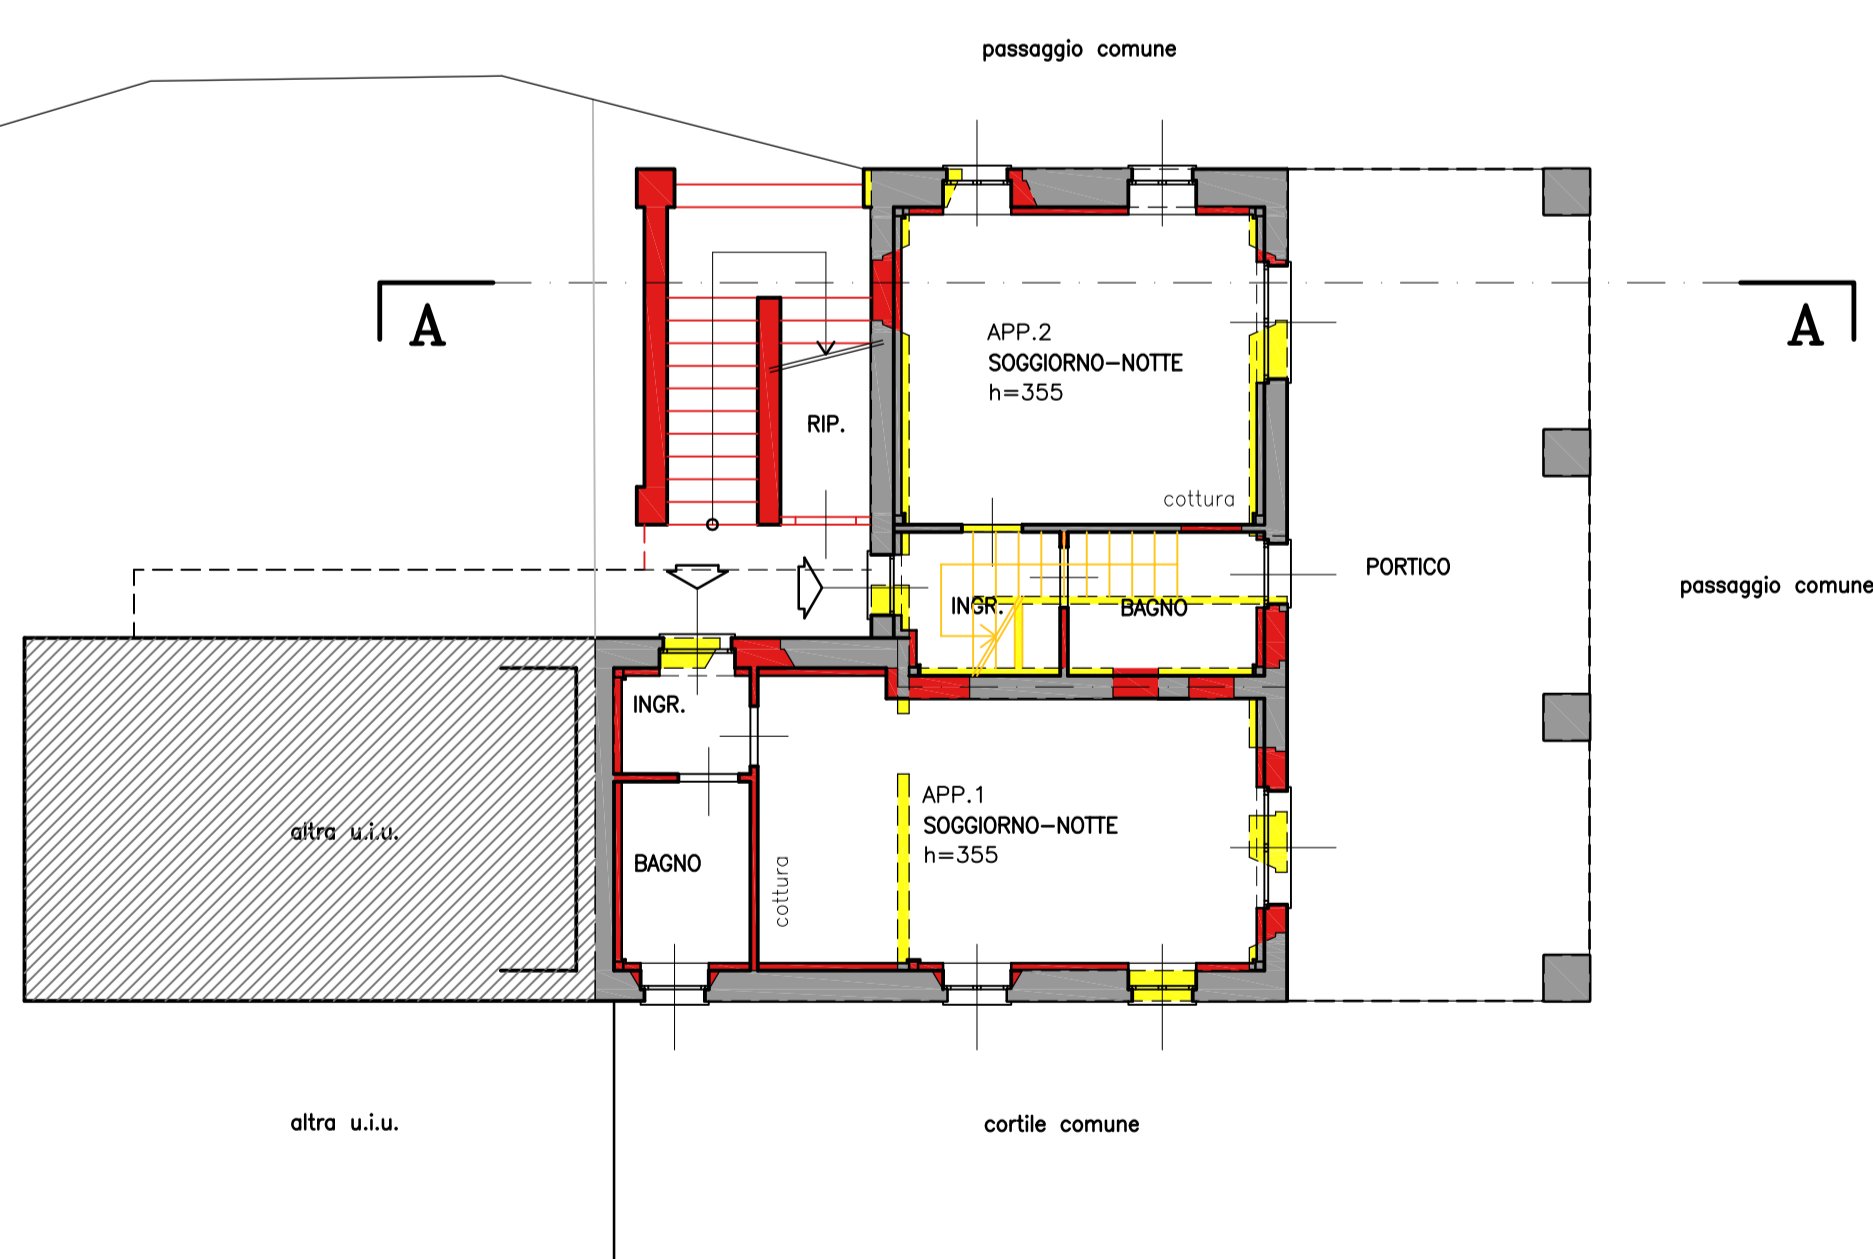 passaggio comune
A
A
APP.2
SOGGIORNO-NOTTE
h=355
RIP.
cottura
PORTICO
passaggio comune
INGR.
BAGNO
INGR.
APP.1
SOGGIORNO-NOTTE
h=355
altra u.i.u.
BAGNO
cottura
altra u.i.u.
cortile comune